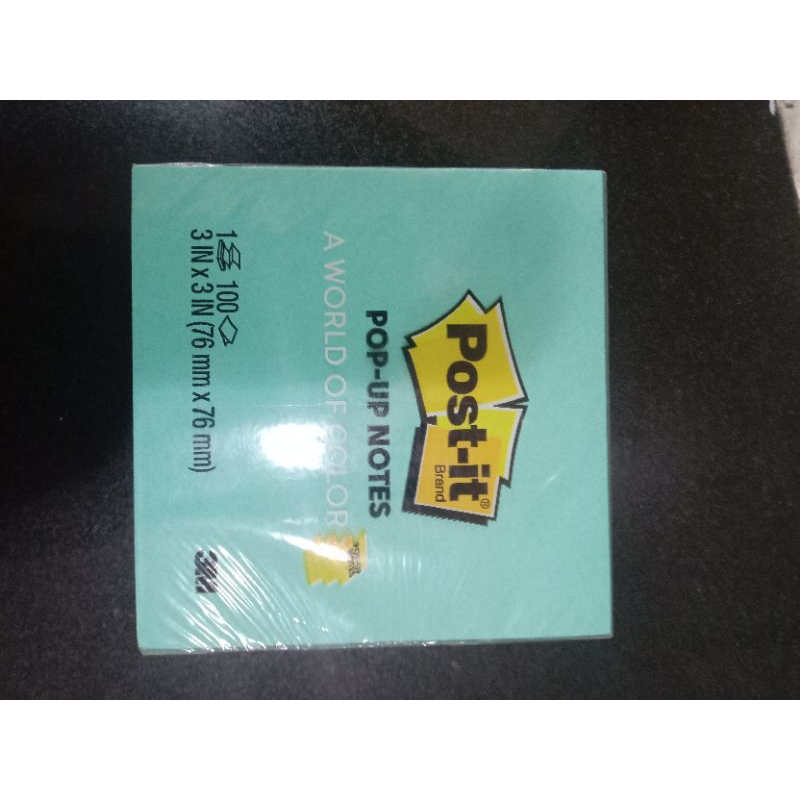 Post-it®
Brand
POP-UP NOTES
A WORLD OF COLOR
1 100
3 IN x 3 IN (76 mm x 76 mm)
3M